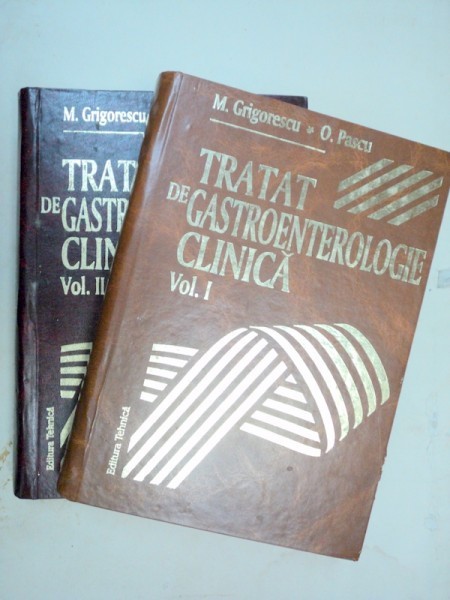 M. Grigorescu
TRAT
DE GASTR
CLIN
Vol. II
Editura Tehnică
M. Grigorescu * O. Pascu
TRATAT
DE GASTROENTEROLOGIE
CLINICĂ
Vol. I
Editura Tehnică